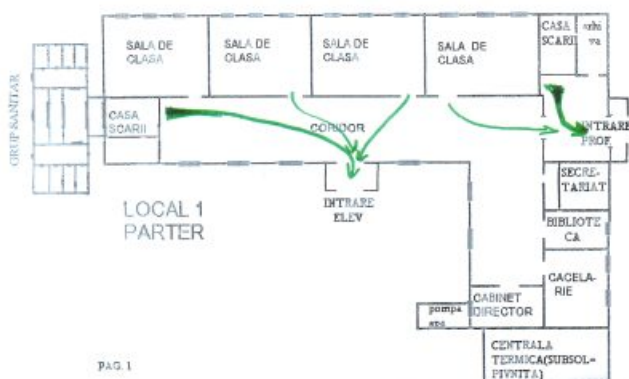 CASA
SCARII
SALA DE
CLASA
SALA DE
CLASA
SALA DE
CLASA
SALA DE
CLASA
GRUP SANITAR
CASA
SCARII
CORIDOR
INTRARE
PROF
INTRARE
ELEV
SECRE-
TARIAT
LOCAL 1
PARTER
BIBLIOTE
CA
CACELA-
RIE
CABINET
DIRECTOR
pompa
CENTRALA
TERMICA(SUBSOL-
PIVNITA)
PAG. 1